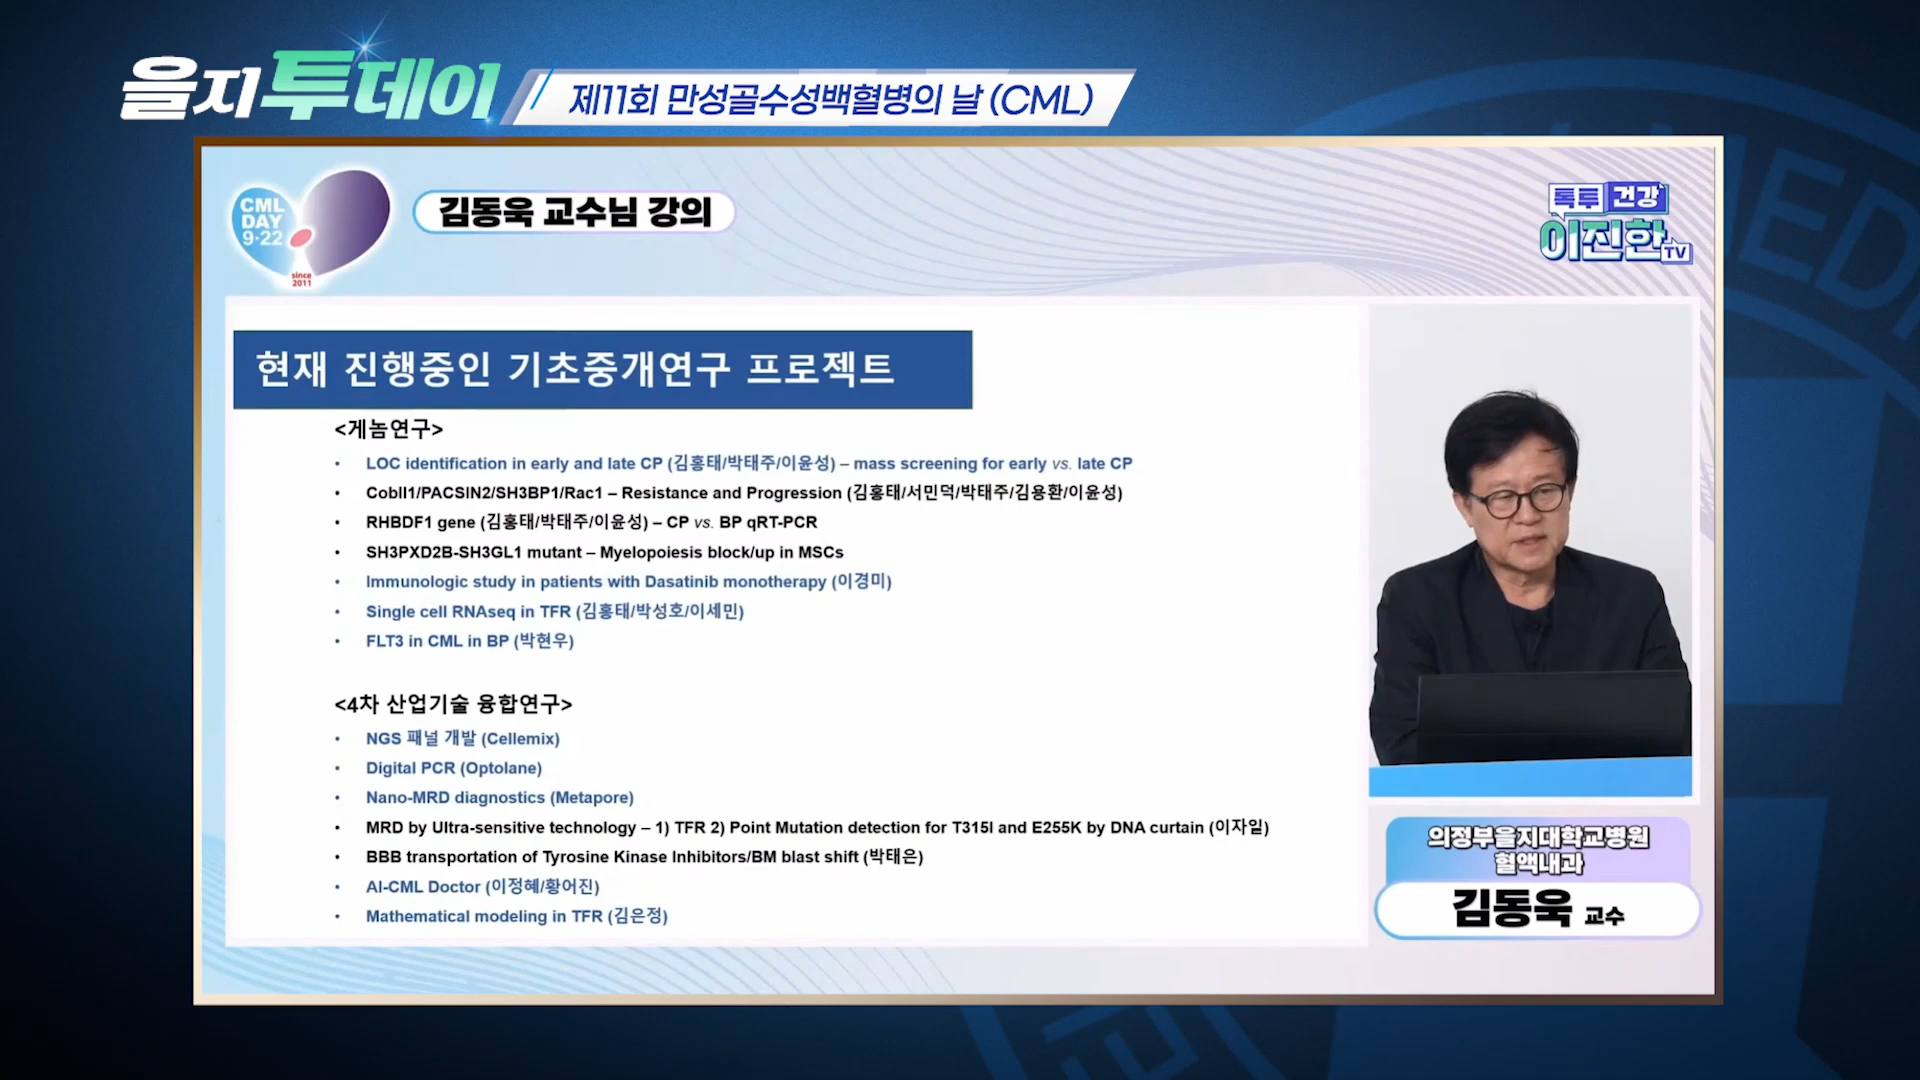 을지투데이
제11회 만성골수성백혈병의 날 (CML)
CML
DAY
9·22
since
2011
김동욱 교수님 강의
톡투 건강
이진한TV
현재 진행중인 기초중개연구 프로젝트
<게놈연구>
• LOC identification in early and late CP (김홍태/박태주/이윤성) – mass screening for early vs. late CP
• Cobll1/PACSIN2/SH3BP1/Rac1 – Resistance and Progression (김홍태/서민덕/박태주/김용환/이윤성)
• RHBDF1 gene (김홍태/박태주/이윤성) – CP vs. BP qRT-PCR
• SH3PXD2B-SH3GL1 mutant – Myelopoiesis block/up in MSCs
• Immunologic study in patients with Dasatinib monotherapy (이경미)
• Single cell RNAseq in TFR (김홍태/박성호/이세민)
• FLT3 in CML in BP (박현우)
<4차 산업기술 융합연구>
• NGS 패널 개발 (Cellemix)
• Digital PCR (Optolane)
• Nano-MRD diagnostics (Metapore)
• MRD by Ultra-sensitive technology – 1) TFR 2) Point Mutation detection for T315I and E255K by DNA curtain (이자일)
• BBB transportation of Tyrosine Kinase Inhibitors/BM blast shift (박태은)
• AI-CML Doctor (이정혜/황어진)
• Mathematical modeling in TFR (김은정)
의정부을지대학교병원
혈액내과
김동욱 교수